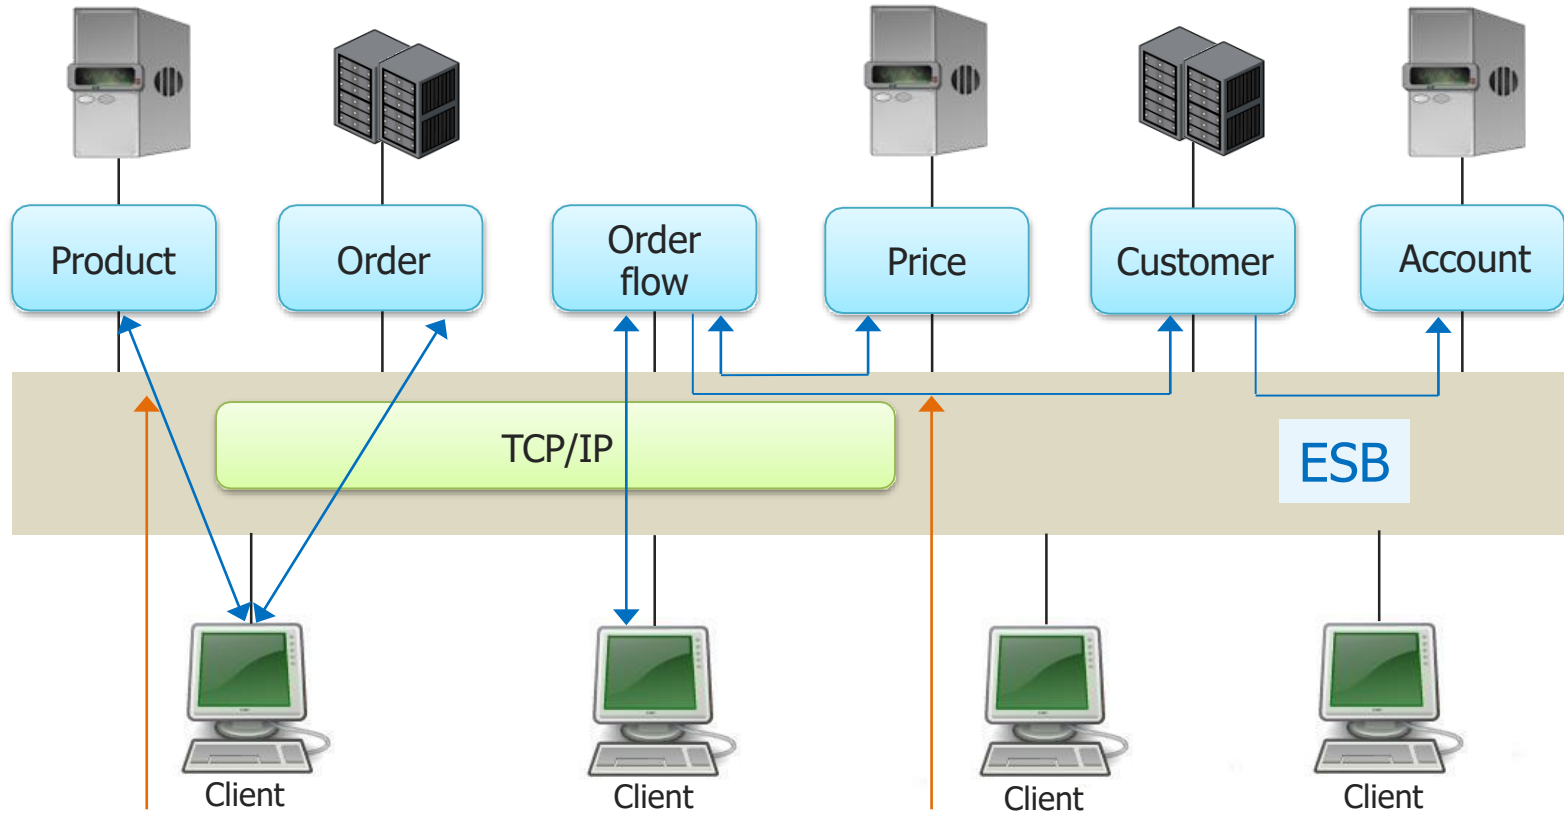 Product
Order
Order
flow
Price
Customer
Account
TCP/IP
ESB
Client
Client
Client
Client